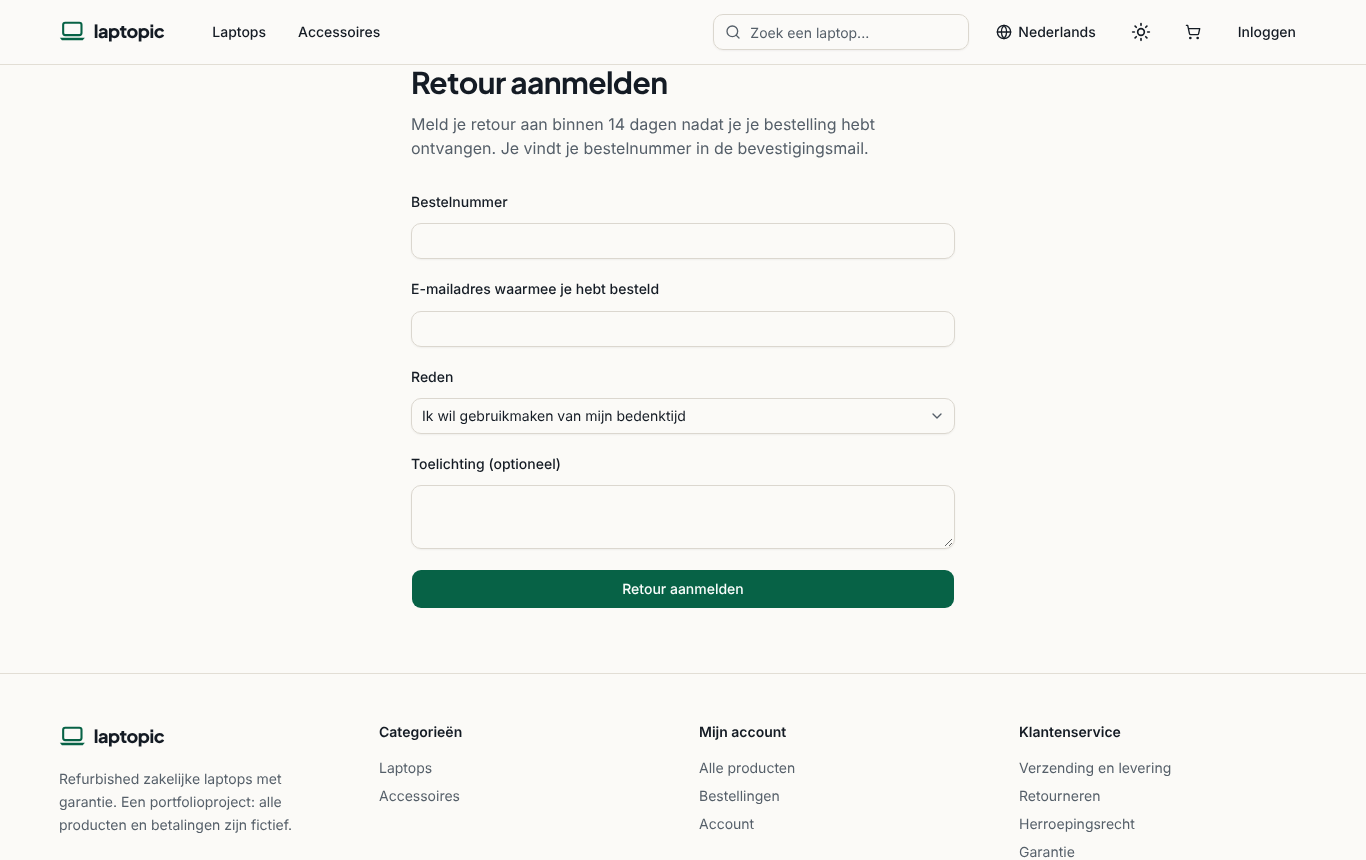 laptopic
Laptops
Accessoires
Zoek een laptop...
Nederlands
Inloggen
Retour aanmelden
Meld je retour aan binnen 14 dagen nadat je je bestelling hebt
ontvangen. Je vindt je bestelnummer in de bevestigingsmail.
Bestelnummer
E-mailadres waarmee je hebt besteld
Reden
Ik wil gebruikmaken van mijn bedenktijd
Toelichting (optioneel)
Retour aanmelden
laptopic
Refurbished zakelijke laptops met
garantie. Een portfolioproject: alle
producten en betalingen zijn fictief.
Categorieën
Laptops
Accessoires
Mijn account
Alle producten
Bestellingen
Account
Klantenservice
Verzending en levering
Retourneren
Herroepingsrecht
Garantie